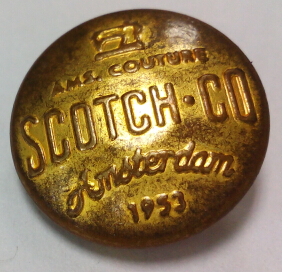 AMS. COUTURE
SCOTCH·CO
Amsterdam
1953